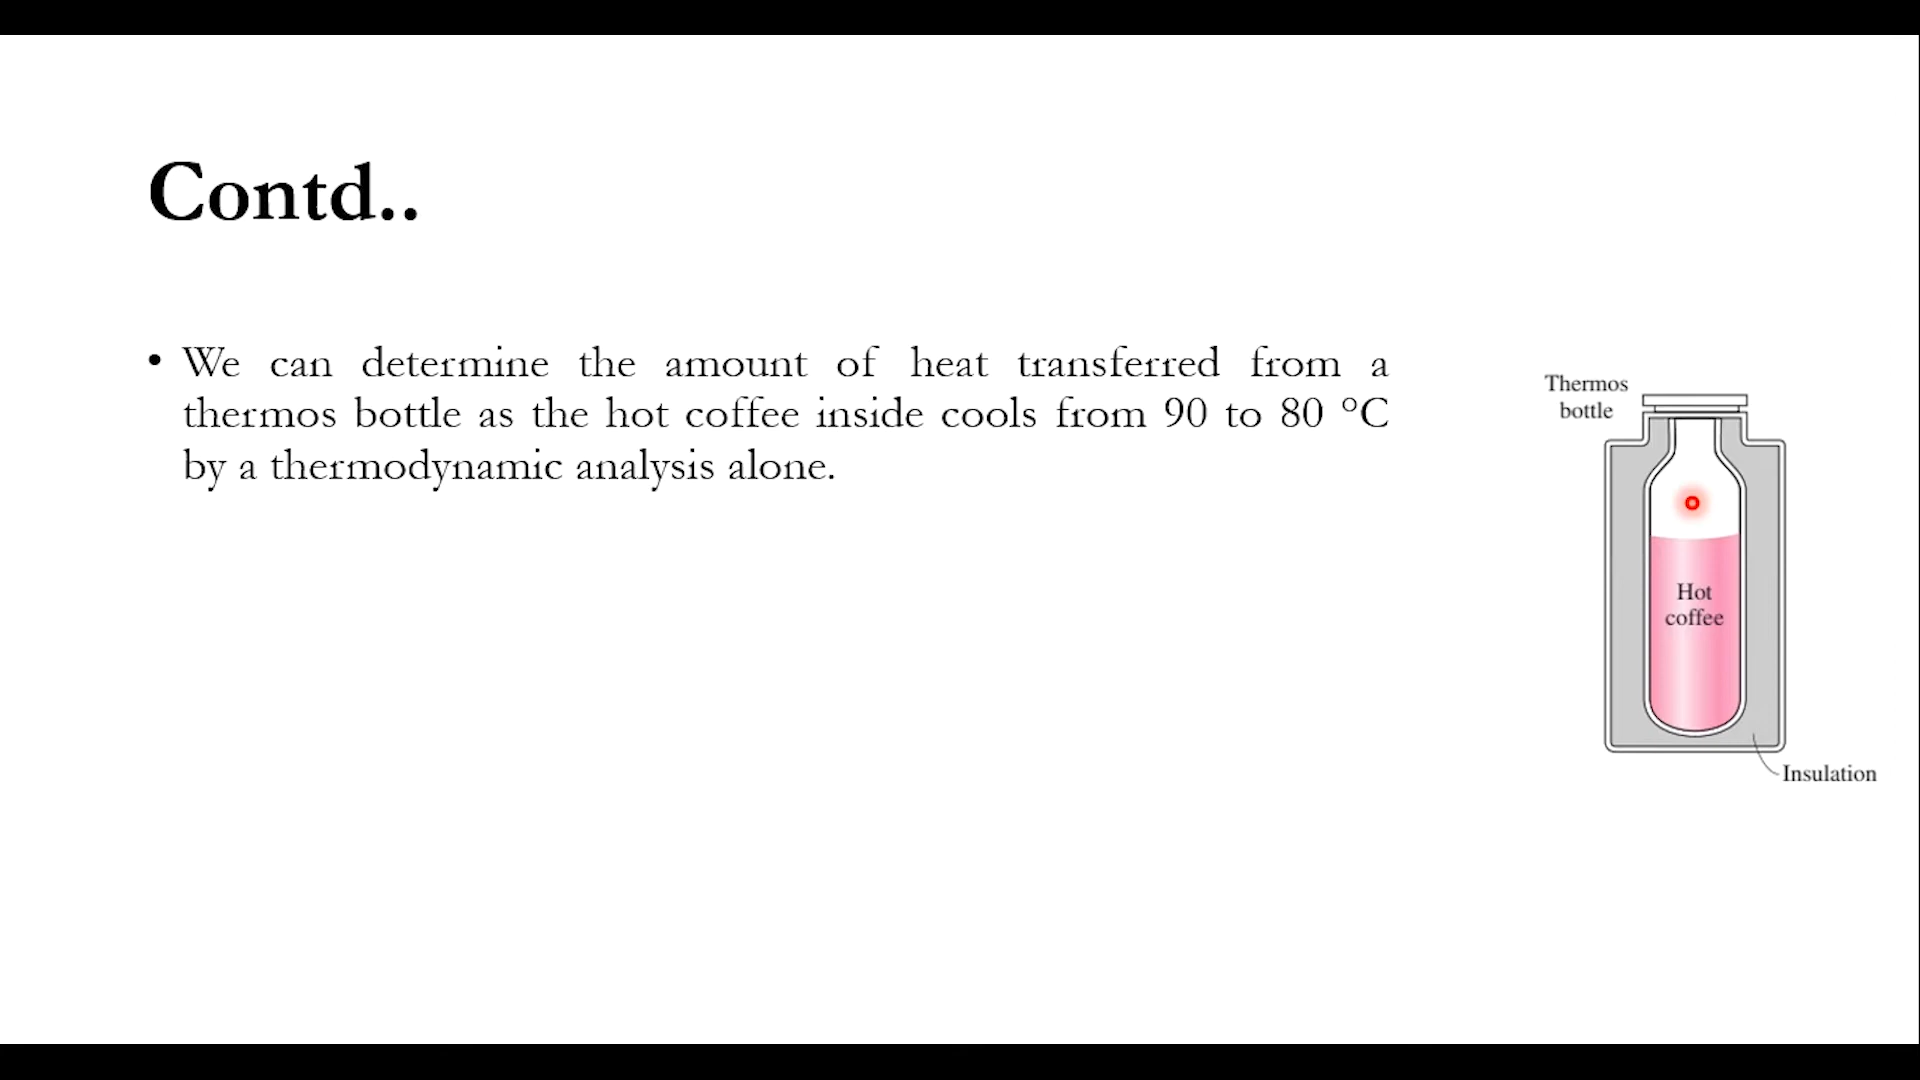 Contd..
• We can determine the amount of heat transferred from a
thermos bottle as the hot coffee inside cools from 90 to 80 °C
by a thermodynamic analysis alone.
Thermos
bottle
Hot
coffee
Insulation